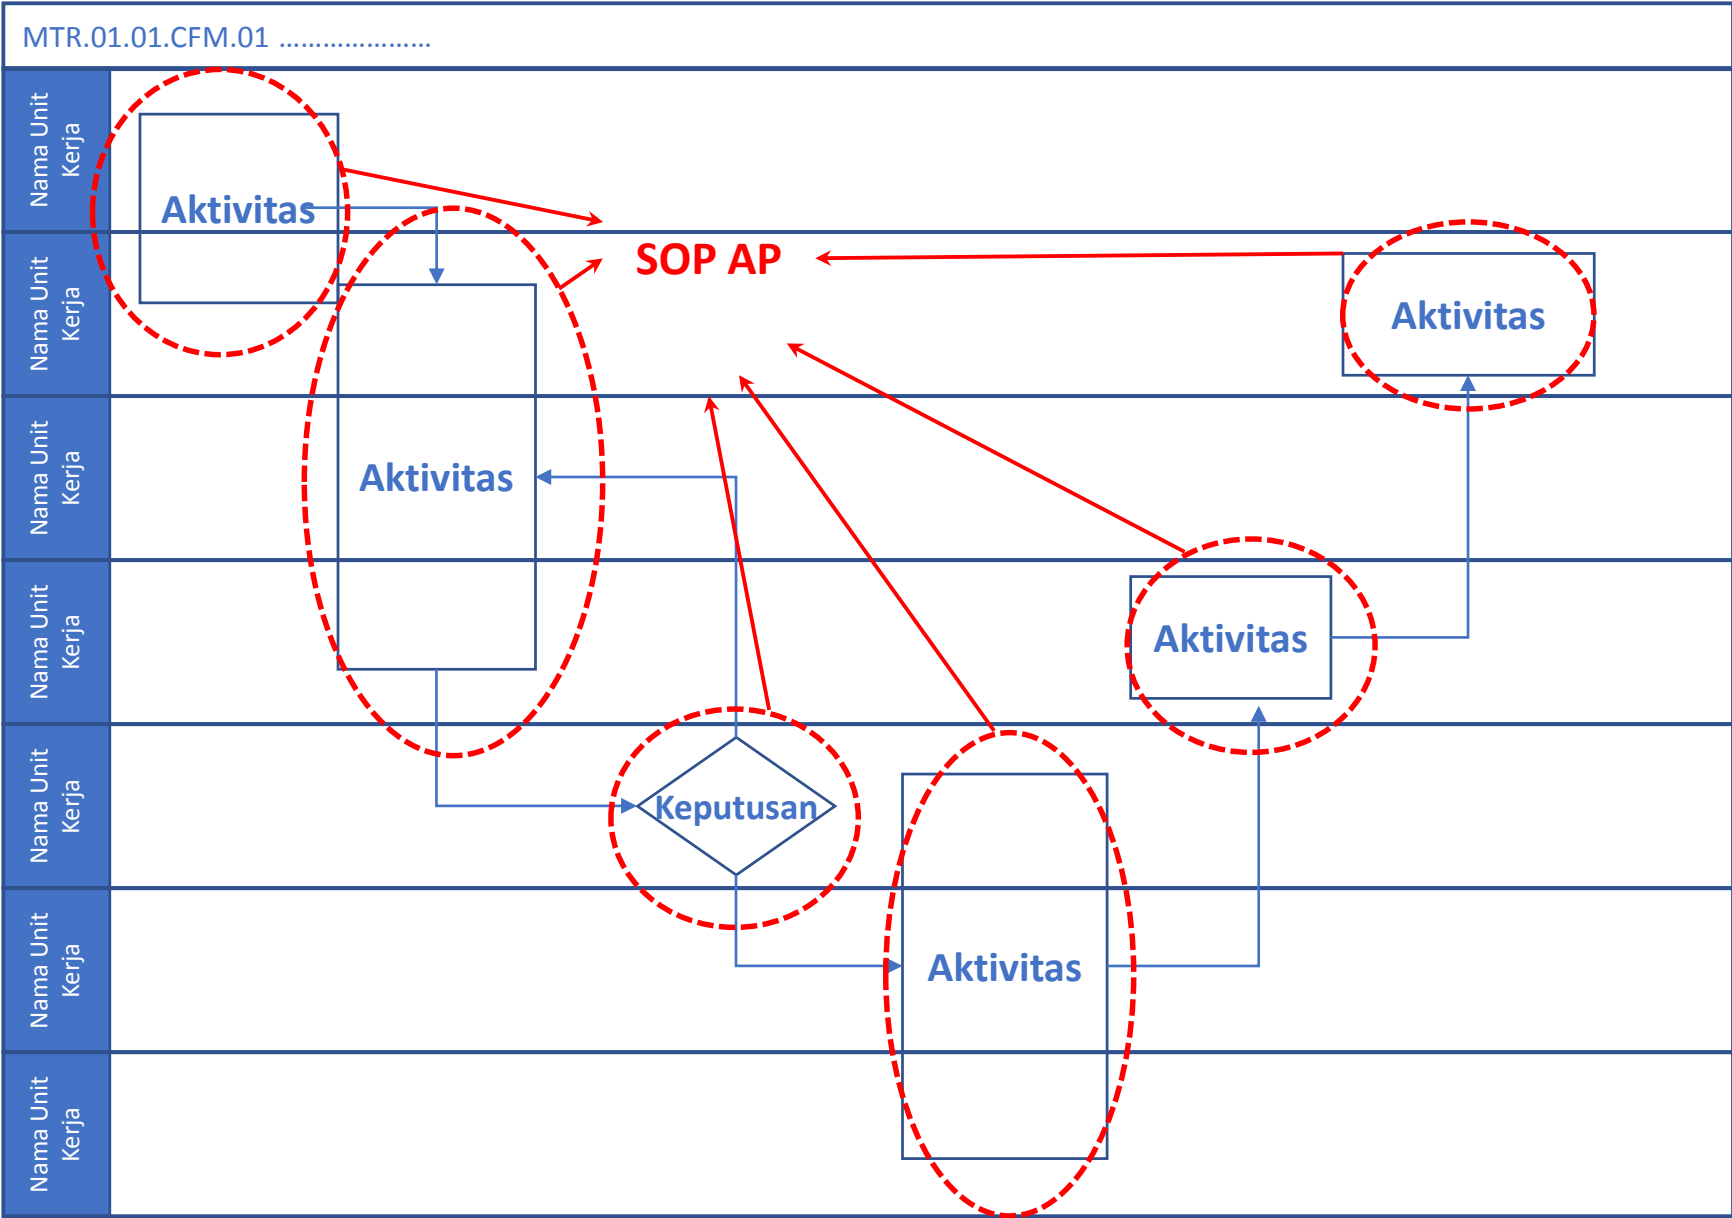 MTR.01.01.CFM.01 …………………
Nama Unit
Kerja
Aktivitas
Nama Unit
Kerja
SOP AP
Aktivitas
Nama Unit
Kerja
Aktivitas
Nama Unit
Kerja
Aktivitas
Nama Unit
Kerja
Keputusan
Nama Unit
Kerja
Aktivitas
Nama Unit
Kerja